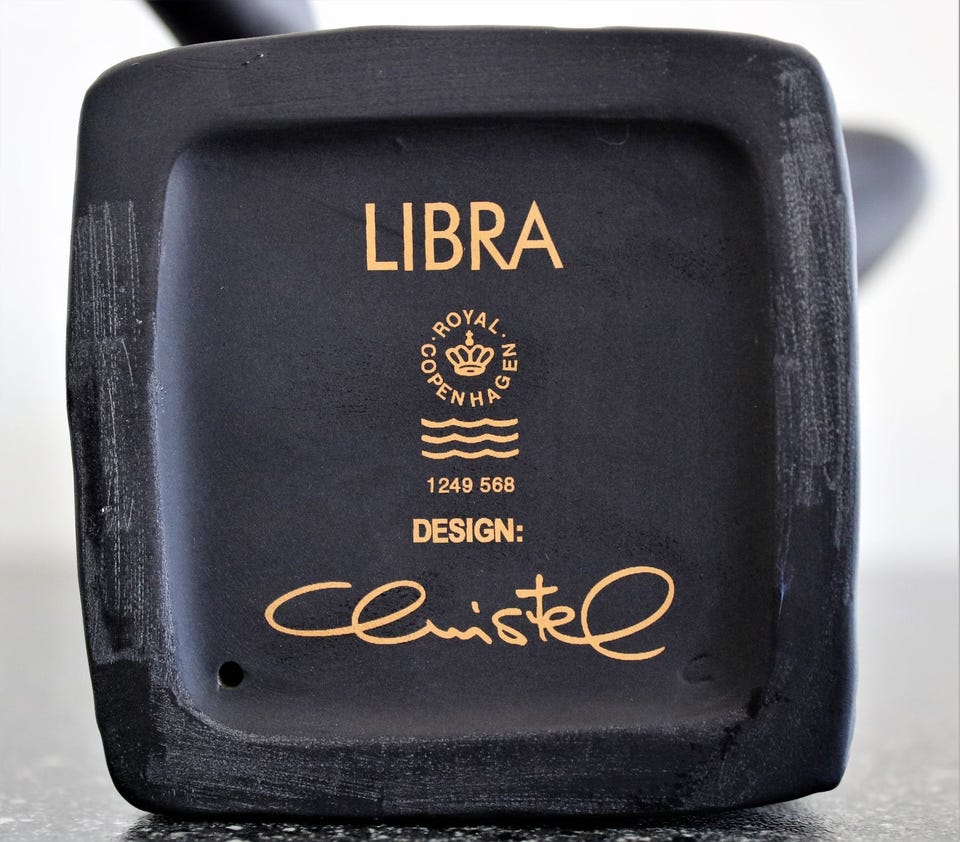 LIBRA
ROYAL
COPENHAGEN
1249 568
DESIGN:
Christel